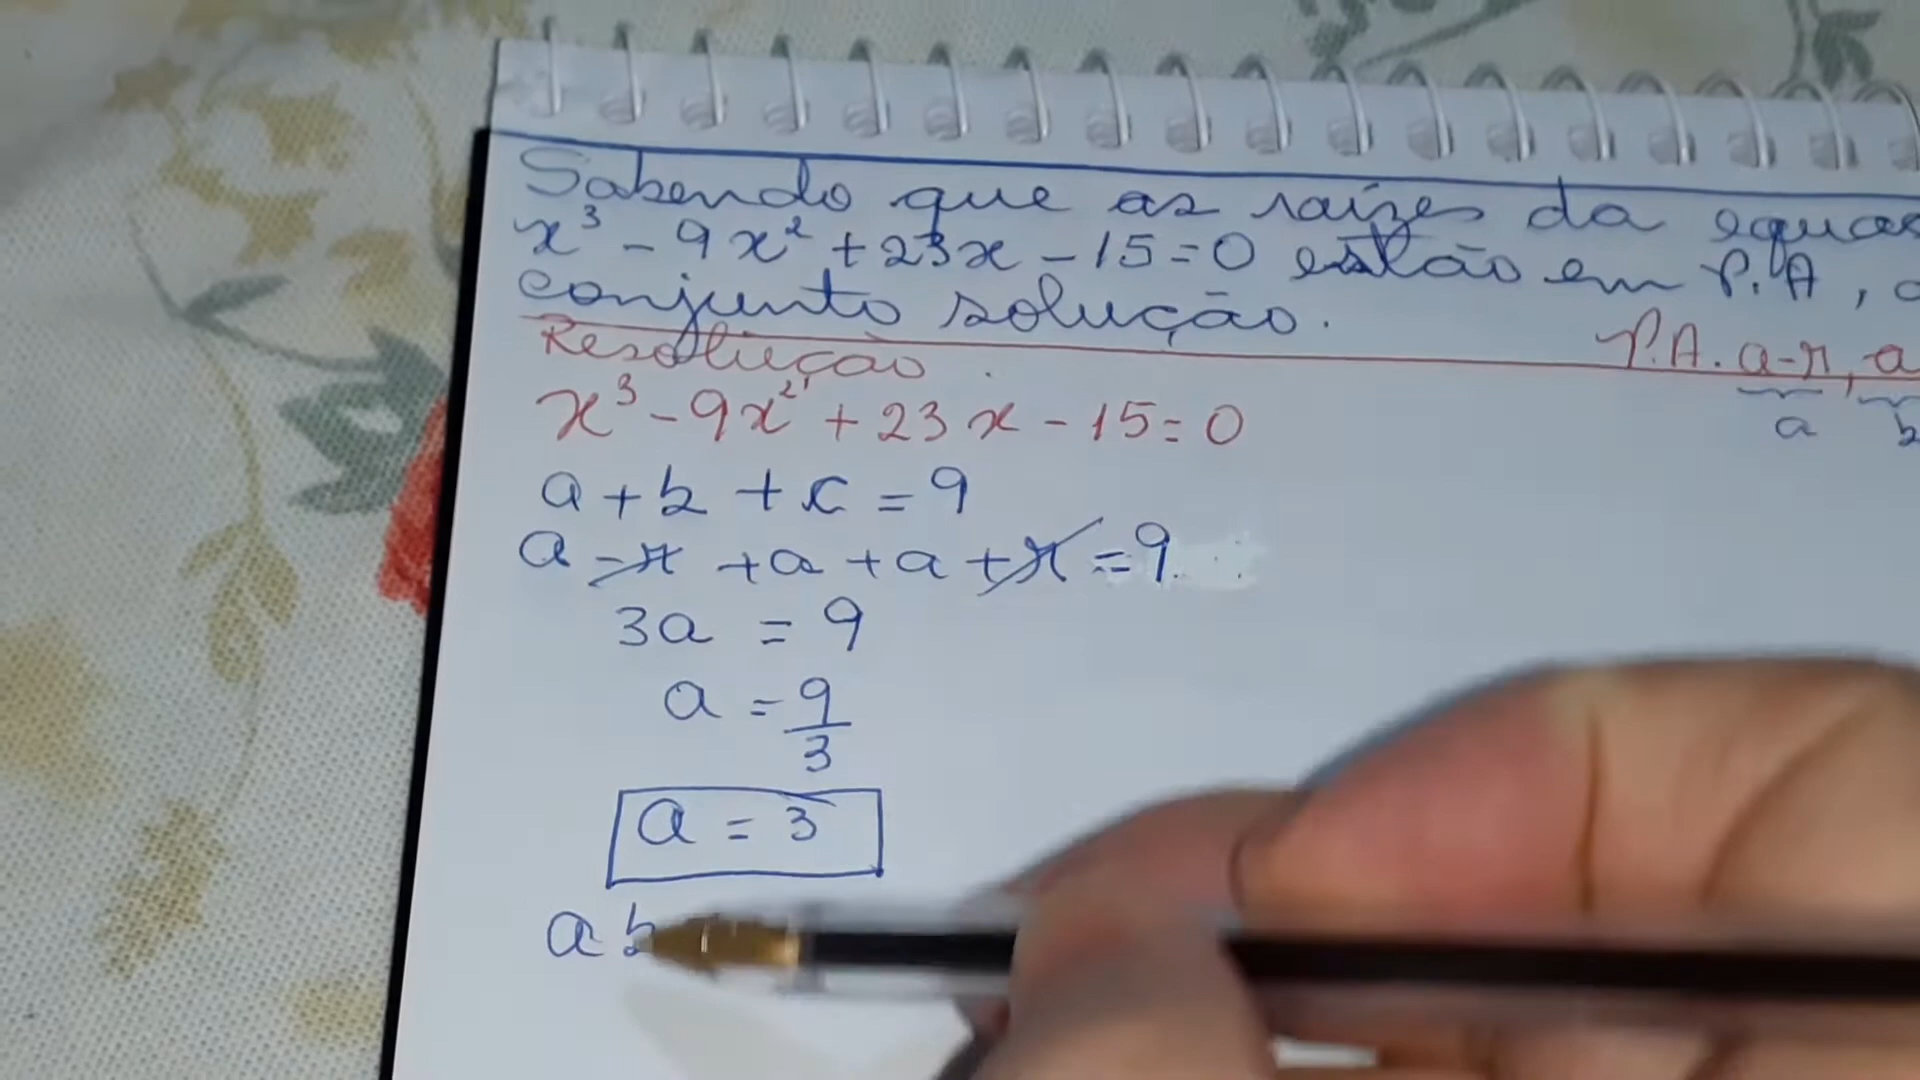 Sabendo que as raízes da equaç
x³ - 9x² + 23x - 15 = 0 estão em P.A, o
conjunto solução.
Resolução
P.A. a-r, a
x³ - 9x² + 23x - 15 = 0
a b
a + b + c = 9
a - r + a + a + r = 9
3a = 9
a = 9/3
a = 3
a b